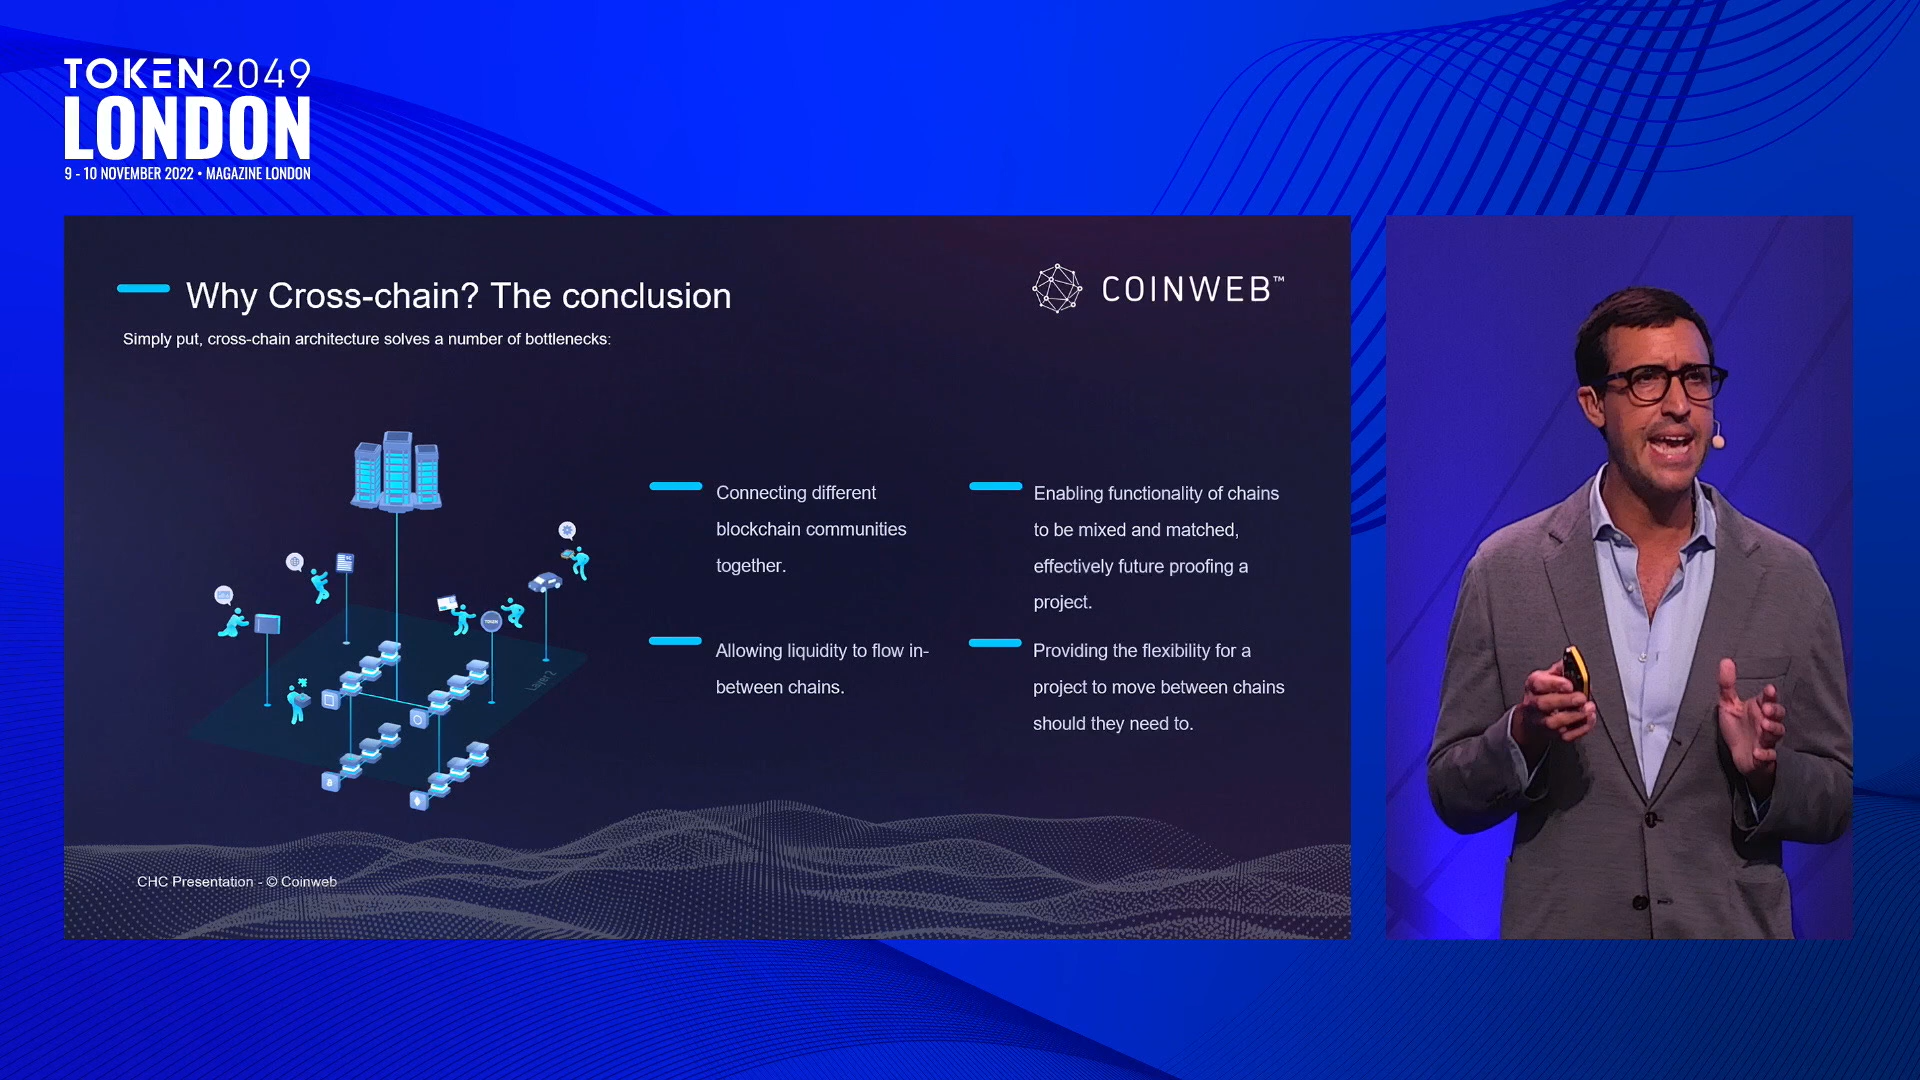 TOKEN2049
LONDON
9 - 10 NOVEMBER 2022 • MAGAZINE LONDON
Why Cross-chain? The conclusion
COINWEB™
Simply put, cross-chain architecture solves a number of bottlenecks:
Connecting different
blockchain communities
together.
Enabling functionality of chains
to be mixed and matched,
effectively future proofing a
project.
Allowing liquidity to flow in-
between chains.
Providing the flexibility for a
project to move between chains
should they need to.
TOKEN
Layer 2
CHC Presentation - © Coinweb